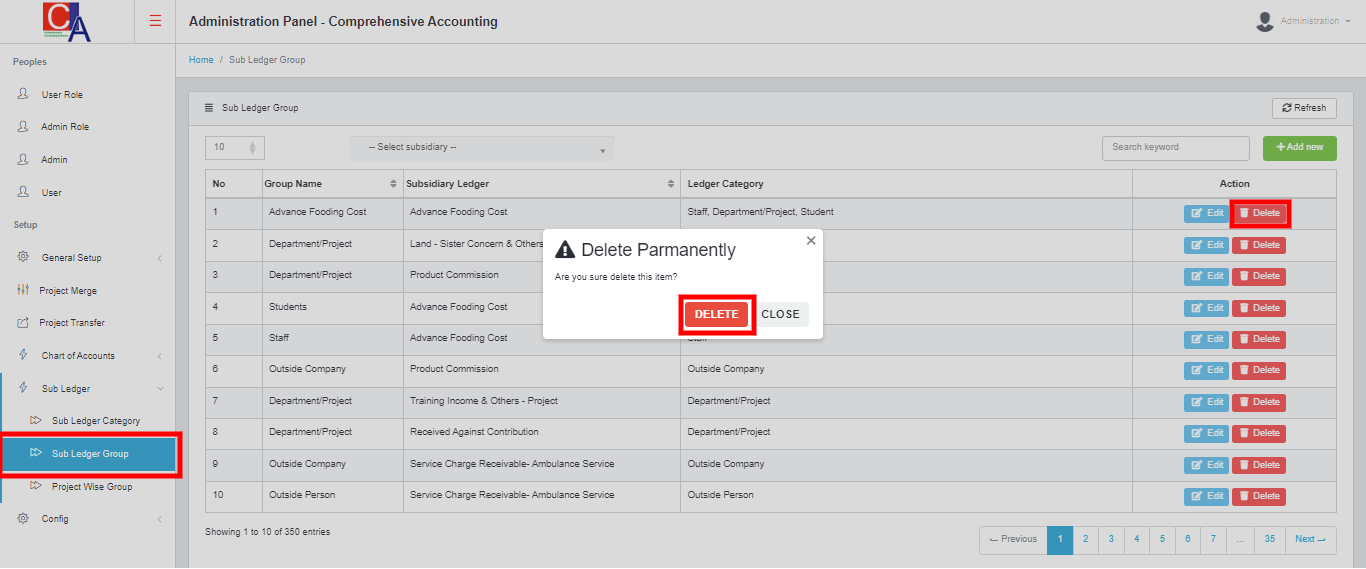 C A
Administration Panel - Comprehensive Accounting
Administration
Peoples
User Role
Admin Role
Admin
User
Setup
General Setup
Project Merge
Project Transfer
Chart of Accounts
Sub Ledger
Sub Ledger Category
Sub Ledger Group
Project Wise Group
Config
Home / Sub Ledger Group
Sub Ledger Group
Refresh
10 -- Select subsidiary -- Search keyword Add new
No Group Name Subsidiary Ledger Ledger Category Action
1 Advance Fooding Cost Advance Fooding Cost Staff, Department/Project, Student Edit Delete
2 Department/Project Land - Sister Concern & Others Edit Delete
3 Department/Project Product Commission Edit Delete
4 Students Advance Fooding Cost Edit Delete
5 Staff Advance Fooding Cost Staff Edit Delete
6 Outside Company Product Commission Outside Company Edit Delete
7 Department/Project Training Income & Others - Project Department/Project Edit Delete
8 Department/Project Received Against Contribution Department/Project Edit Delete
9 Outside Company Service Charge Receivable- Ambulance Service Outside Company Edit Delete
10 Outside Person Service Charge Receivable- Ambulance Service Outside Person Edit Delete
Delete Parmanently
Are you sure delete this item?
DELETE CLOSE
Showing 1 to 10 of 350 entries
Previous 1 2 3 4 5 6 7 ... 35 Next